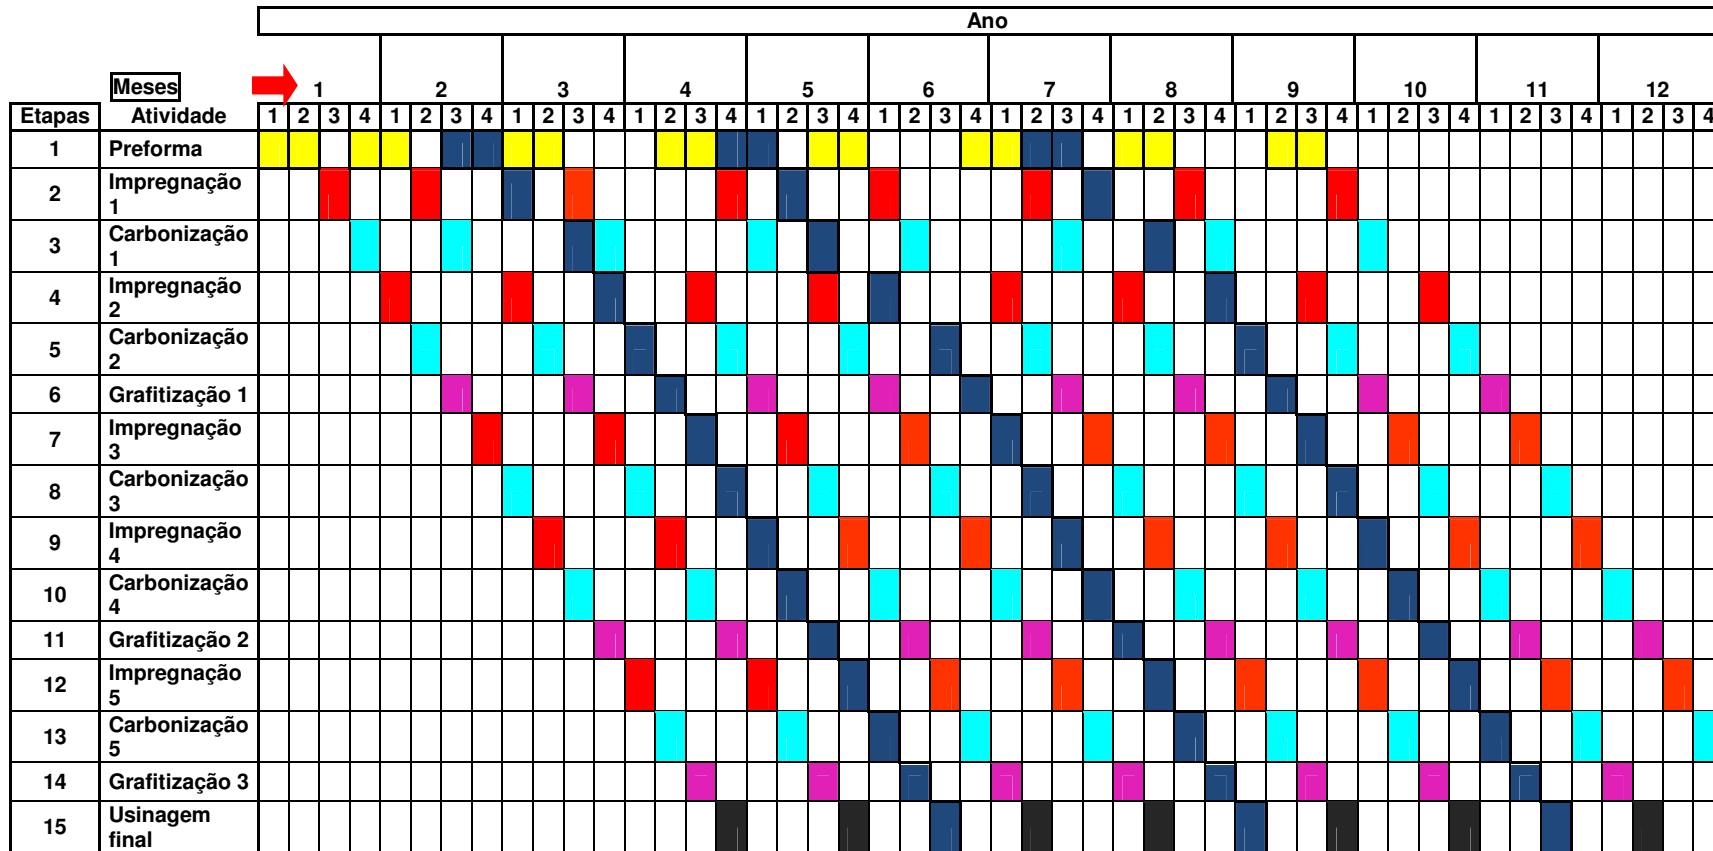 Ano
Meses
1 2 3 4 5 6 7 8 9 10 11 12
Etapas Atividade 1 2 3 4 1 2 3 4 1 2 3 4 1 2 3 4 1 2 3 4 1 2 3 4 1 2 3 4 1 2 3 4 1 2 3 4 1 2 3 4 1 2 3 4 1 2 3 4
1 Preforma
2 Impregnação
1
3 Carbonização
1
4 Impregnação
2
5 Carbonização
2
6 Grafitização 1
7 Impregnação
3
8 Carbonização
3
9 Impregnação
4
10 Carbonização
4
11 Grafitização 2
12 Impregnação
5
13 Carbonização
5
14 Grafitização 3
15 Usinagem
final